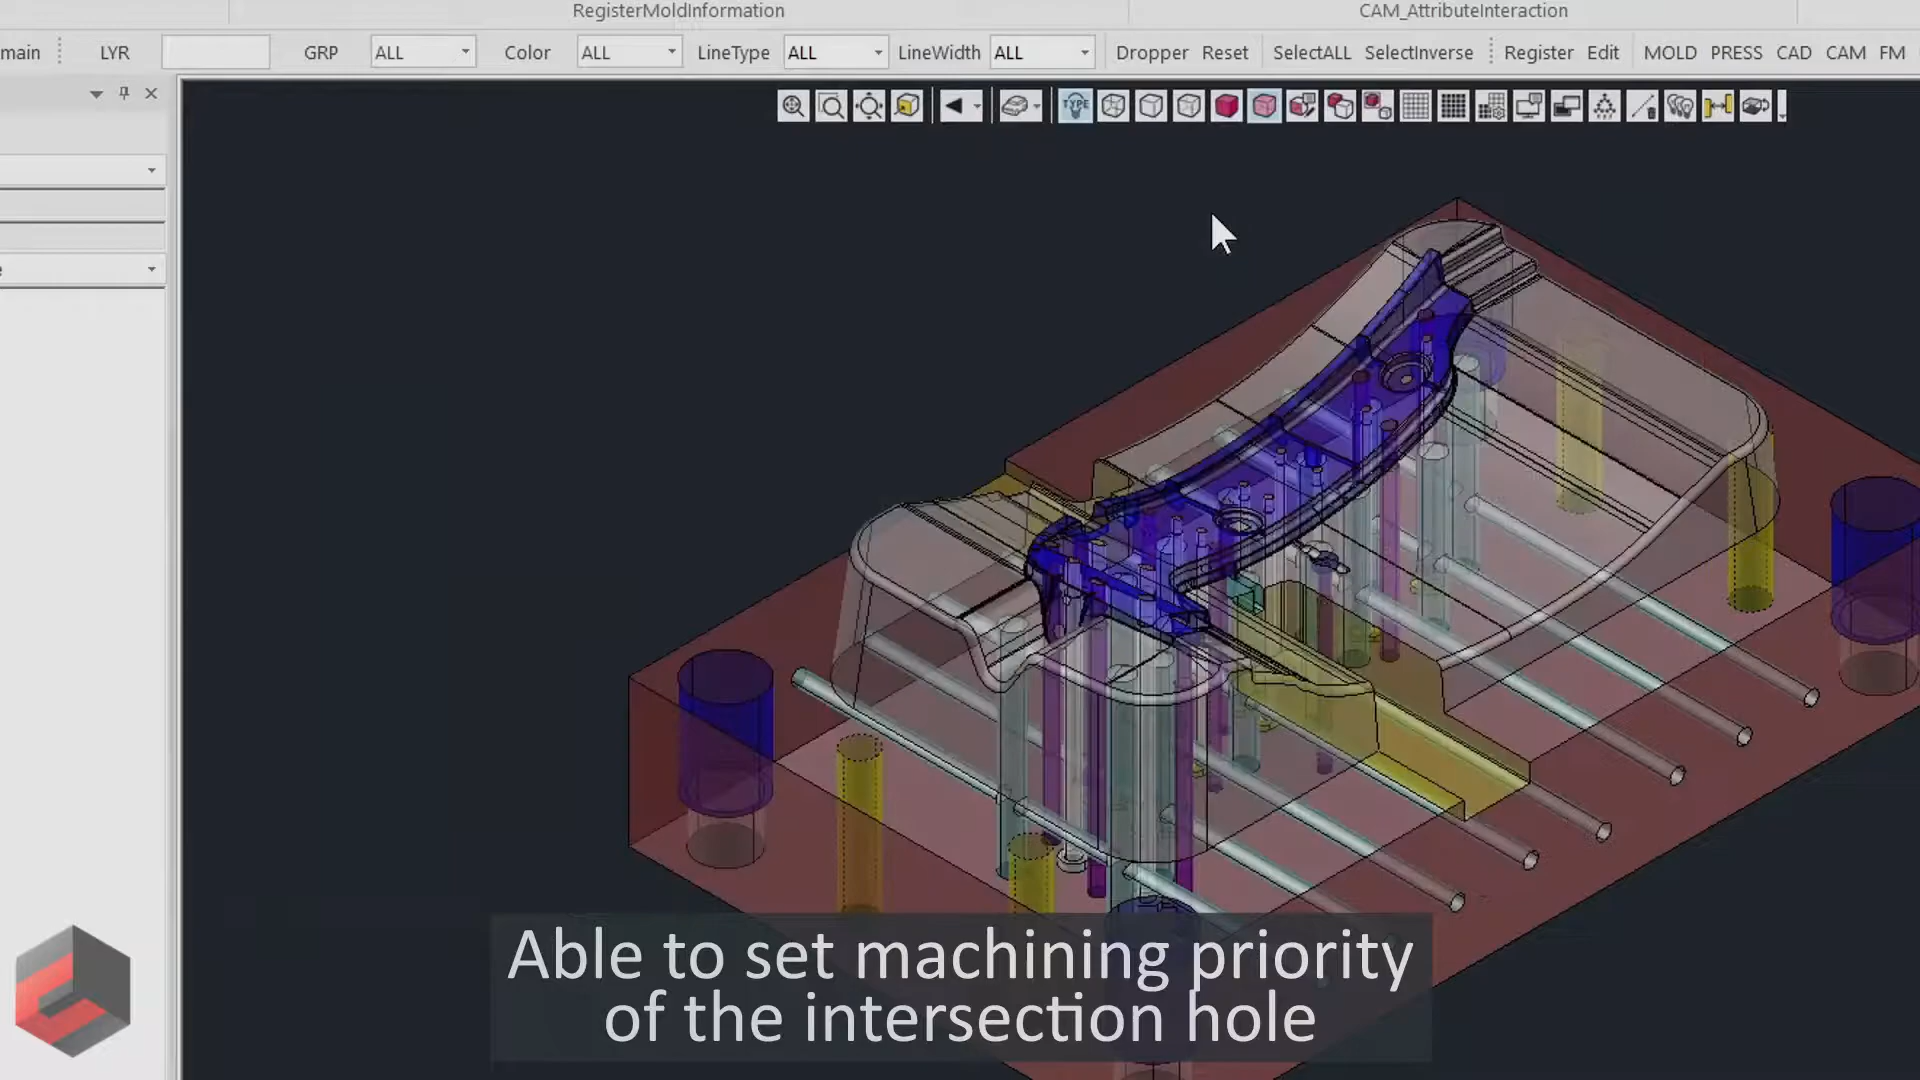 RegisterMoldInformation CAM_AttributeInteraction
main LYR GRP ALL Color ALL LineType ALL LineWidth ALL Dropper Reset SelectALL SelectInverse Register Edit MOLD PRESS CAD CAM FM
TYPE
e
Able to set machining priority
of the intersection hole